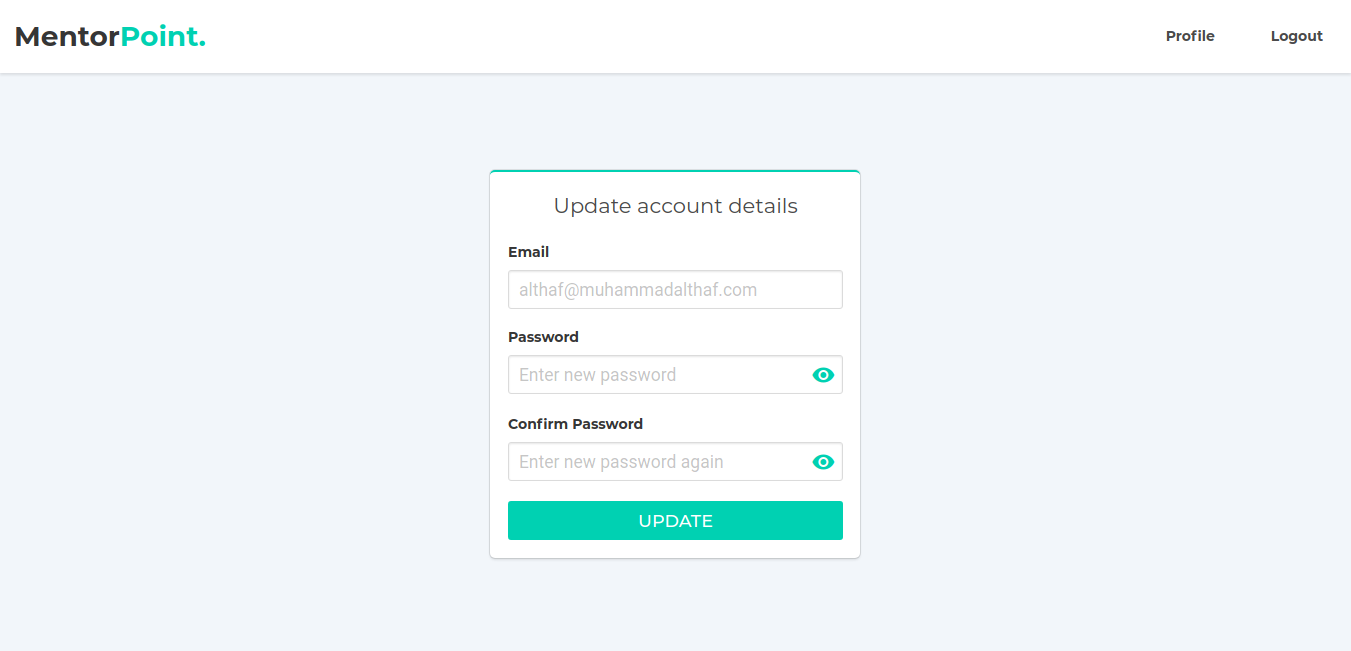 MentorPoint.
Profile
Logout
Update account details
Email
althaf@muhammadalthaf.com
Password
Enter new password
Confirm Password
Enter new password again
UPDATE